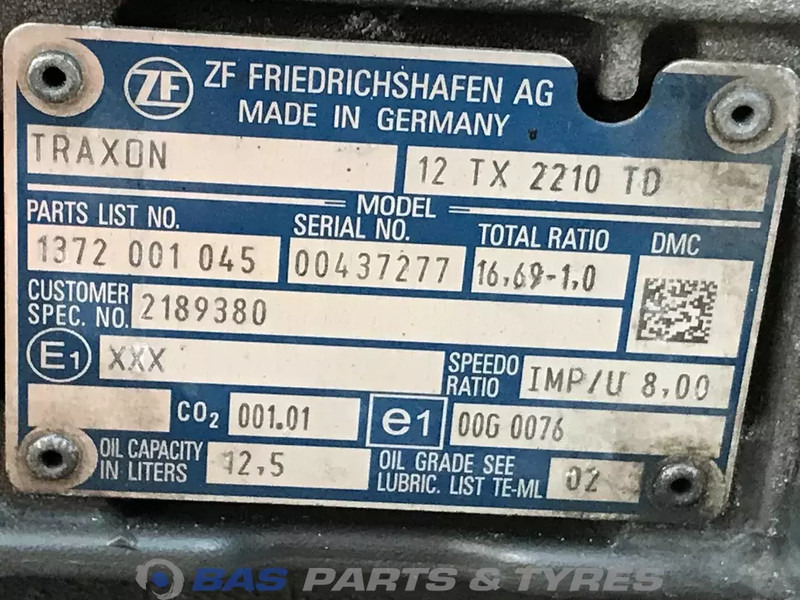 ZF ZF FRIEDRICHSHAFEN AG
MADE IN GERMANY
TRAXON 12 TX 2210 TD
MODEL
PARTS LIST NO. SERIAL NO. TOTAL RATIO DMC
1372 001 045 00437277 16,69-1,0
CUSTOMER
SPEC. NO. 2189380
E1 XXX SPEEDO
RATIO IMP/U 8,00
CO2 001.01 e1 00G 0076
OIL CAPACITY
IN LITERS 12,5 OIL GRADE SEE
LUBRIC. LIST TE-ML 02
BAS PARTS & TYRES